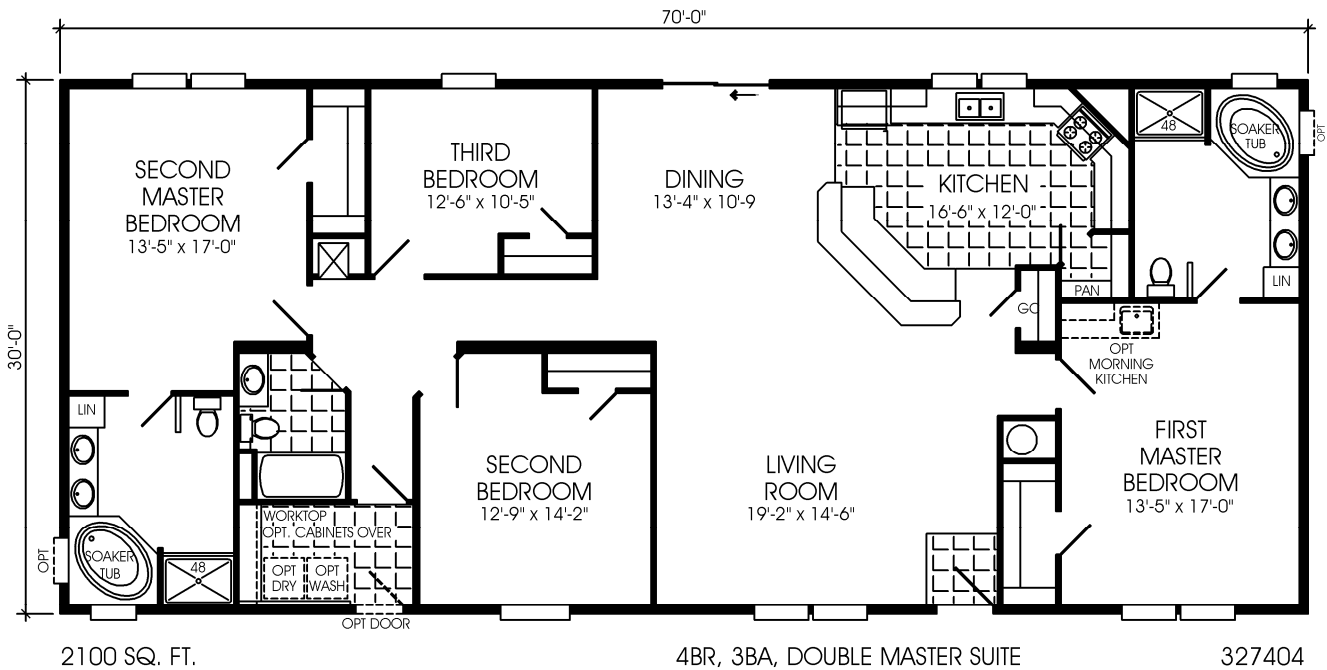 70'-0"
30'-0"
SECOND
MASTER
BEDROOM
13'-5" x 17'-0"
THIRD
BEDROOM
12'-6" x 10'-5"
DINING
13'-4" x 10'-9
KITCHEN
16'-6" x 12'-0"
48
SOAKER
TUB
OPT
LIN
PAN
GC
OPT
MORNING
KITCHEN
FIRST
MASTER
BEDROOM
13'-5" x 17'-0"
LIVING
ROOM
19'-2" x 14'-6"
SECOND
BEDROOM
12'-9" x 14'-2"
LIN
WORKTOP
OPT. CABINETS OVER
OPT
DRY
OPT
WASH
OPT DOOR
SOAKER
TUB
48
OPT
2100 SQ. FT.
4BR, 3BA, DOUBLE MASTER SUITE
327404